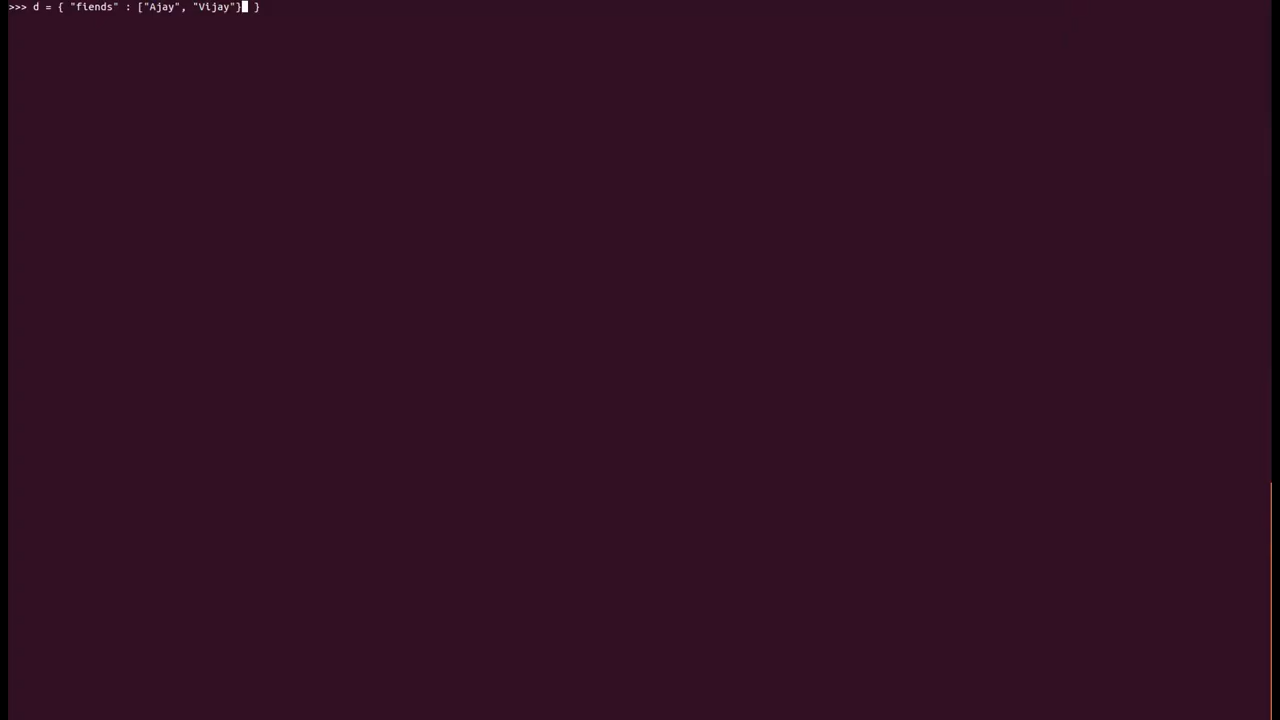 >>> d = { "fiends" : ["Ajay", "Vijay"}  }